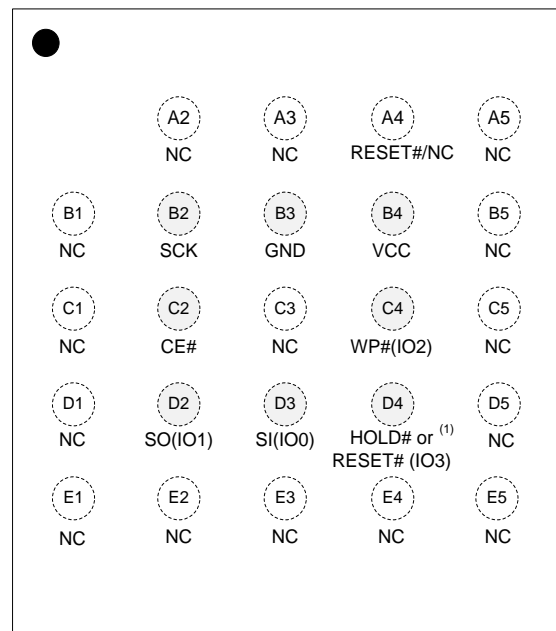 A2 A3 A4 A5
NC NC RESET#/NC NC
B1 B2 B3 B4 B5
NC SCK GND VCC NC
C1 C2 C3 C4 C5
NC CE# NC WP#(IO2) NC
D1 D2 D3 D4 D5
NC SO(IO1) SI(IO0) HOLD# or (1) NC
RESET# (IO3)
E1 E2 E3 E4 E5
NC NC NC NC NC